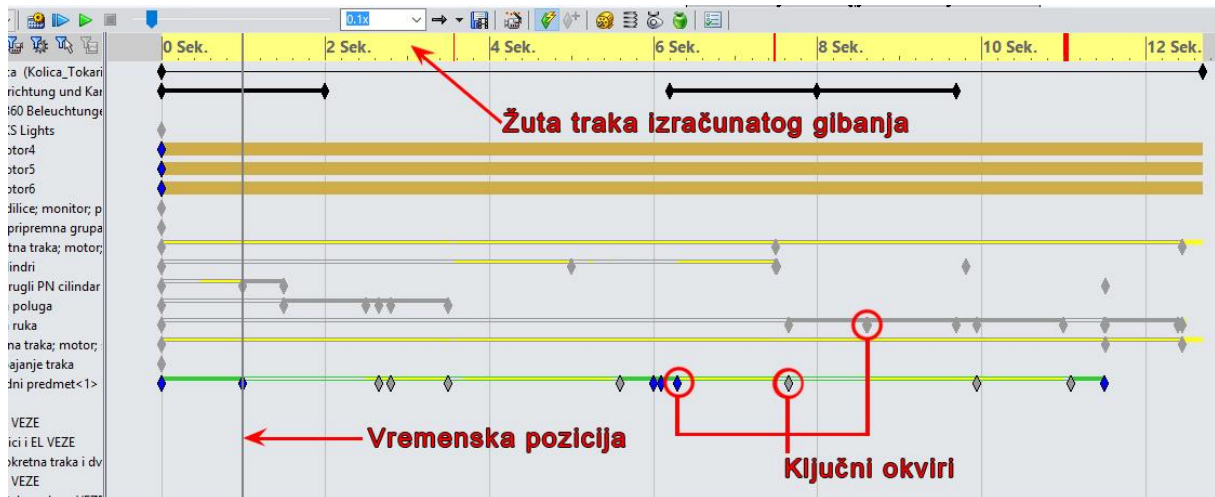 0.1x
0 Sek. 2 Sek. 4 Sek. 6 Sek. 8 Sek. 10 Sek. 12 Sek.
ca (Kolica_Tokari
richtung und Kar
360 Beleuchtunge
KS Lights
otor4
otor5
otor6
dilice; monitor; p
pripremna grupa
tna traka; motor;
indri
rugli PN cilindar
poluga
ruka
na traka; motor;
ajanje traka
dni predmet<1>
VEZE
ici i EL VEZE
okretna traka i dv
VEZE
Žuta traka izračunatog gibanja
Vremenska pozicija
Ključni okviri